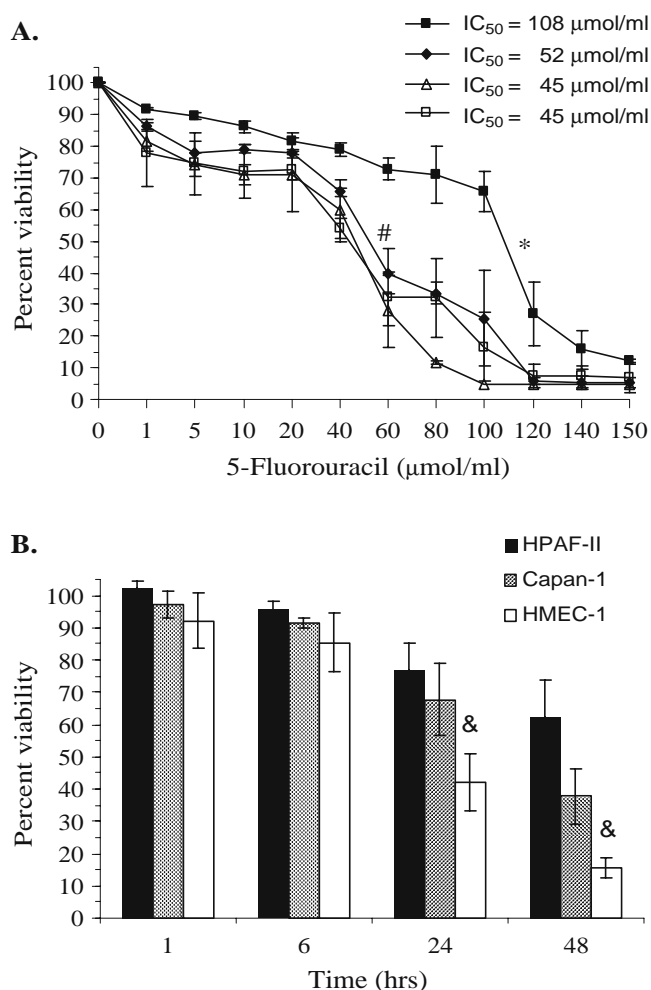 A.
IC50 = 108 μmol/ml
IC50 = 52 μmol/ml
IC50 = 45 μmol/ml
IC50 = 45 μmol/ml
100
90
80
70
60
50
40
30
20
10
0
Percent viability
#
*
0 1 5 10 20 40 60 80 100 120 140 150
5-Fluorouracil (μmol/ml)
B.
HPAF-II
Capan-1
HMEC-1
100
90
80
70
60
50
40
30
20
10
0
Percent viability
&
&
1 6 24 48
Time (hrs)